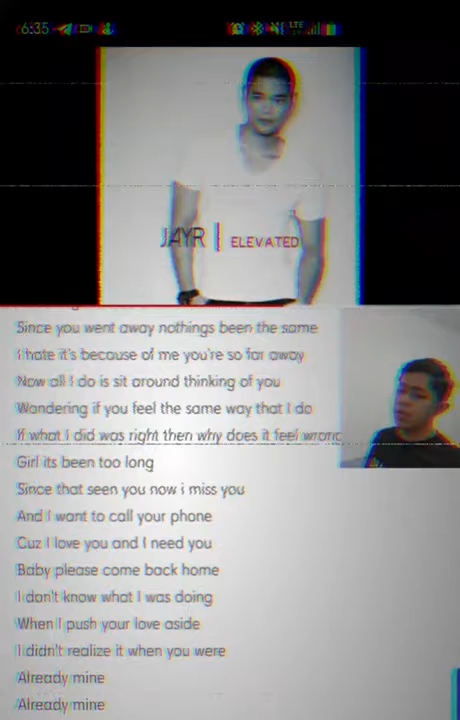 6:35
LTE
JAYR | ELEVATED
Since you went away nothings been the same
I hate it's because of me you're so far away
Now all I do is sit around thinking of you
Wondering if you feel the same way that I do
If what I did was right then why does it feel wrong
Girl its been too long
Since that seen you now i miss you
And I want to call your phone
Cuz I love you and I need you
Baby please come back home
I don't know what I was doing
When I push your love aside
I didn't realize it when you were
Already mine
Already mine